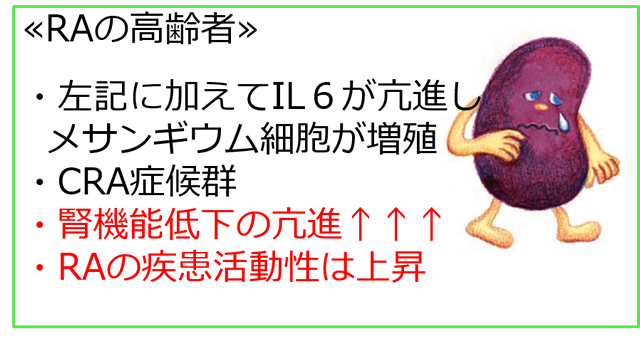 ≪RAの高齢者≫
・左記に加えてIL６が亢進し
メサンギウム細胞が増殖
・CRA症候群
・腎機能低下の亢進↑↑↑
・RAの疾患活動性は上昇